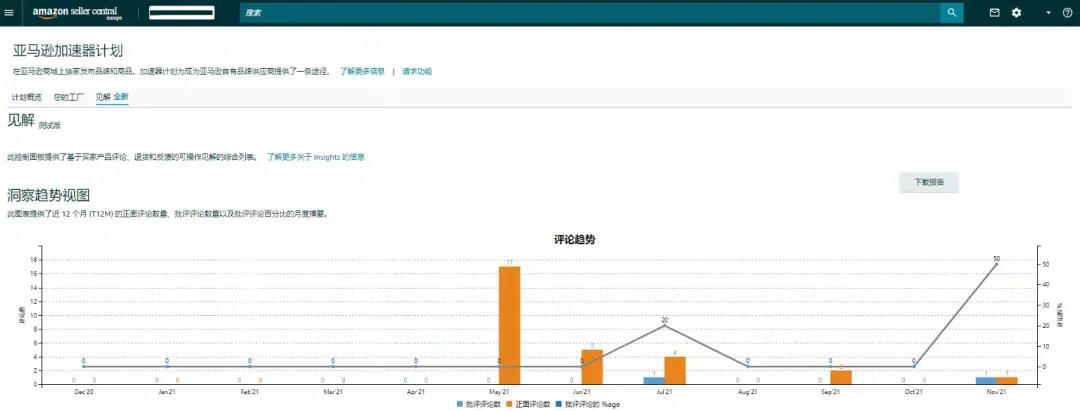 amazon seller central
europe
搜索
亚马逊加速器计划
在亚马逊商城上独家发布品牌和商品。加速器计划为成为亚马逊自有品牌供应商提供了一条途径。 了解更多信息 | 请求功能
计划概览 您的工厂 见解 全新
见解 测试版
此控制面板提供了基于买家产品评论、退货和反馈的可操作见解的综合列表。 了解更多关于 Insights 的信息
下载报告
洞察趋势视图
此图表提供了近 12 个月 (T12M) 的正面评论数量、批评评论数量以及批评评论百分比的月度摘要。
评论趋势
评论数
18
16
14
12
10
8
6
4
2
0
50
40
30
20
10
0
0 0 0 0 0 0 0 20 0 0 0 50
0 0 0 0 0 0 0 0 0 0 0 17 0 5 1 4 0 0 0 2 0 0 1 1
Dec'20 Jan'21 Feb'21 Mar'21 Apr'21 May'21 Jun'21 Jul'21 Aug'21 Sep'21 Oct'21 Nov'21
批评评论数 正面评论数 批评评论的 %age